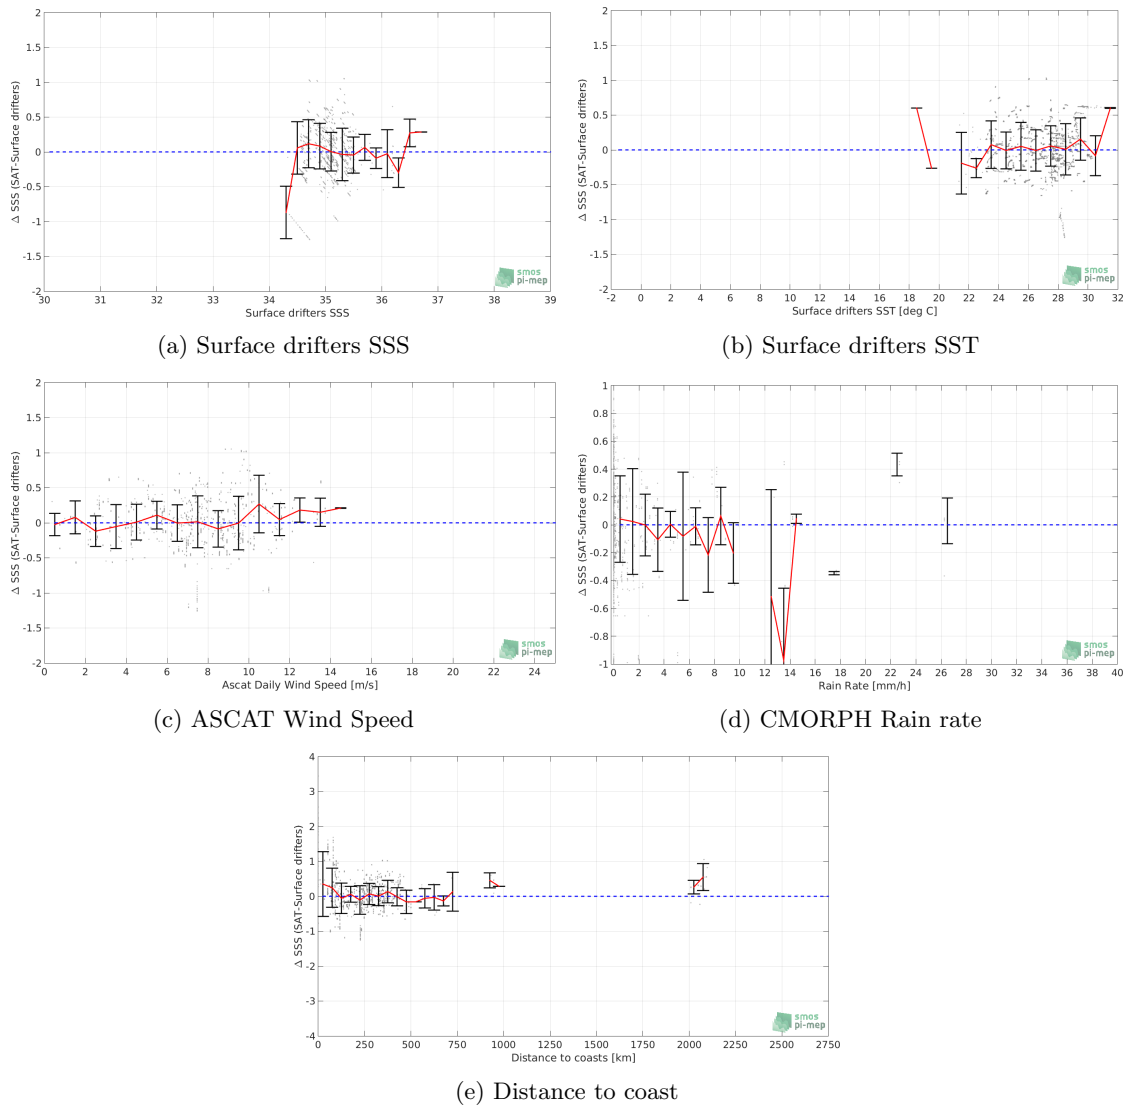 2
1.5
1
0.5
0
-0.5
-1
-1.5
-2
Δ SSS (SAT-Surface drifters)
30 31 32 33 34 35 36 37 38 39
Surface drifters SSS
smos
pi-mep
(a) Surface drifters SSS
2
1.5
1
0.5
0
-0.5
-1
-1.5
-2
Δ SSS (SAT-Surface drifters)
-2 0 2 4 6 8 10 12 14 16 18 20 22 24 26 28 30 32
Surface drifters SST [deg C]
smos
pi-mep
(b) Surface drifters SST
2
1.5
1
0.5
0
-0.5
-1
-1.5
-2
Δ SSS (SAT-Surface drifters)
0 2 4 6 8 10 12 14 16 18 20 22 24
Ascat Daily Wind Speed [m/s]
smos
pi-mep
(c) ASCAT Wind Speed
1
0.8
0.6
0.4
0.2
0
-0.2
-0.4
-0.6
-0.8
-1
Δ SSS (SAT-Surface drifters)
0 2 4 6 8 10 12 14 16 18 20 22 24 26 28 30 32 34 36 38 40
Rain Rate [mm/h]
smos
pi-mep
(d) CMORPH Rain rate
4
3
2
1
0
-1
-2
-3
-4
Δ SSS (SAT-Surface drifters)
0 250 500 750 1000 1250 1500 1750 2000 2250 2500 2750
Distance to coasts [km]
smos
pi-mep
(e) Distance to coast